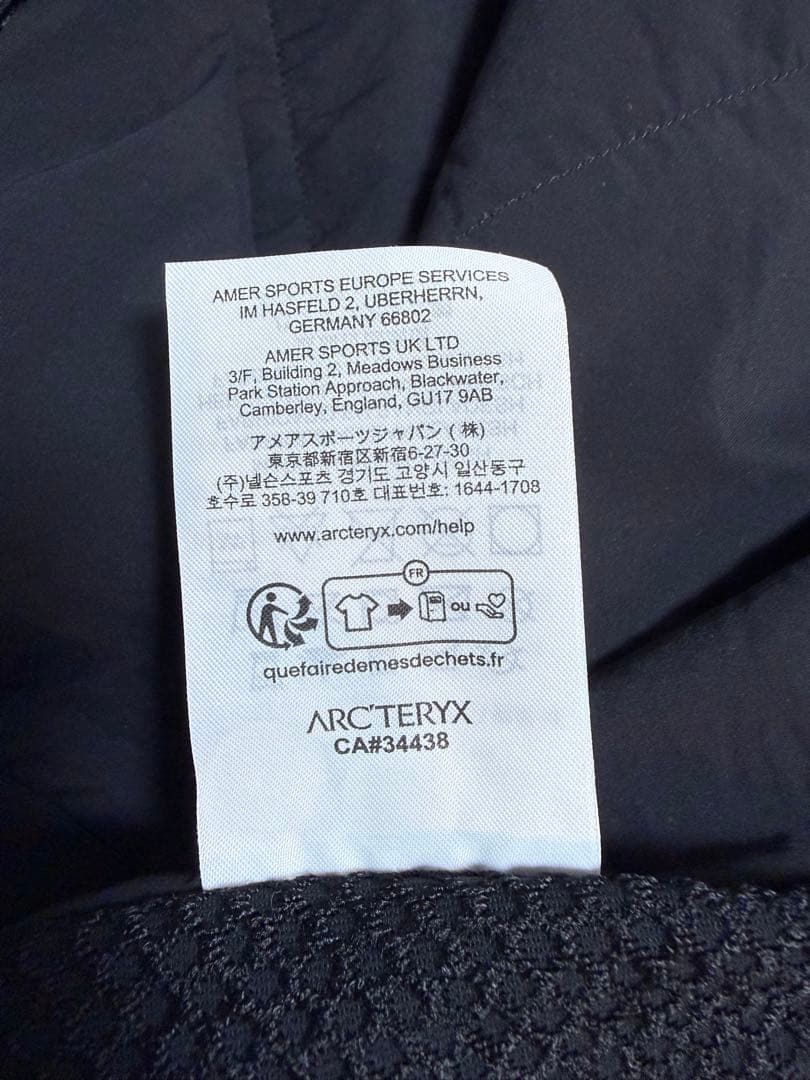 AMER SPORTS EUROPE SERVICES
IM HASFELD 2, UBERHERRN,
GERMANY 66802
AMER SPORTS UK LTD
3/F, Building 2, Meadows Business
Park Station Approach, Blackwater,
Camberley, England, GU17 9AB
アメアスポーツジャパン ( 株)
東京都新宿区新宿6-27-30
(주)넬슨스포츠 경기도 고양시 일산동구
호수로 358-39 710호 대표번호: 1644-1708
www.arcteryx.com/help
FR
ou
quefairedemesdechets.fr
ARC'TERYX
CA#34438